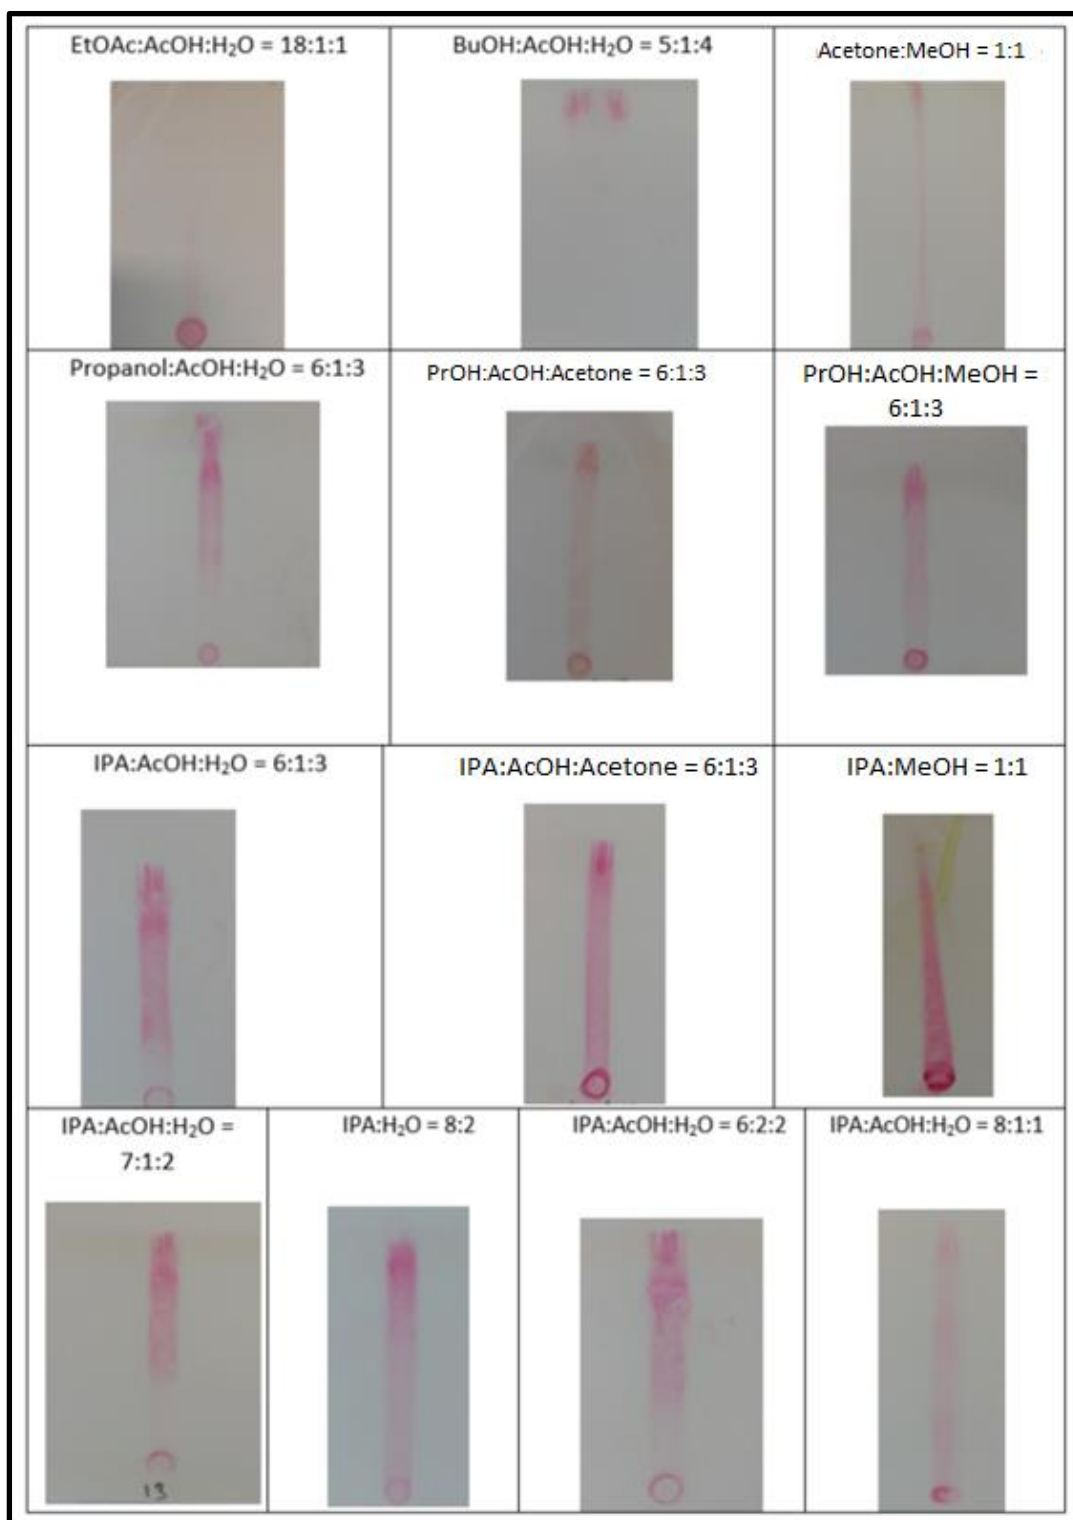 EtOAc:AcOH:H₂O = 18:1:1
BuOH:AcOH:H₂O = 5:1:4
Acetone:MeOH = 1:1
Propanol:AcOH:H₂O = 6:1:3
PrOH:AcOH:Acetone = 6:1:3
PrOH:AcOH:MeOH =
6:1:3
IPA:AcOH:H₂O = 6:1:3
IPA:AcOH:Acetone = 6:1:3
IPA:MeOH = 1:1
IPA:AcOH:H₂O =
7:1:2
IPA:H₂O = 8:2
IPA:AcOH:H₂O = 6:2:2
IPA:AcOH:H₂O = 8:1:1
13